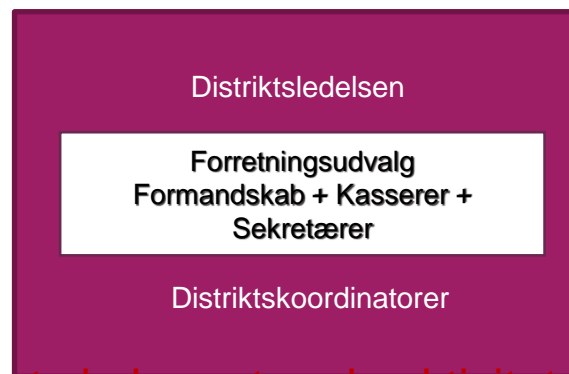 Distriktsledelsen
Forretningsudvalg
Formandskab + Kasserer +
Sekretærer
Distriktskoordinatorer